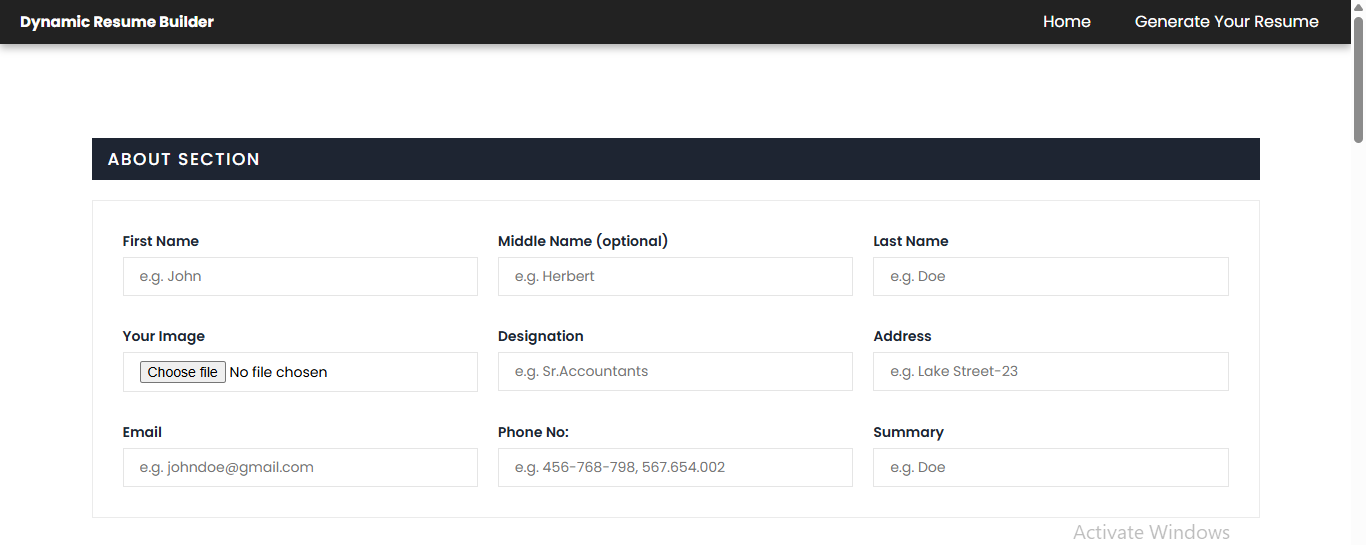 Dynamic Resume Builder Home Generate Your Resume
ABOUT SECTION
First Name Middle Name (optional) Last Name
e.g. John e.g. Herbert e.g. Doe
Your Image Designation Address
Choose file No file chosen e.g. Sr.Accountants e.g. Lake Street-23
Email Phone No: Summary
e.g. johndoe@gmail.com e.g. 456-768-798, 567.654.002 e.g. Doe
Activate Windows